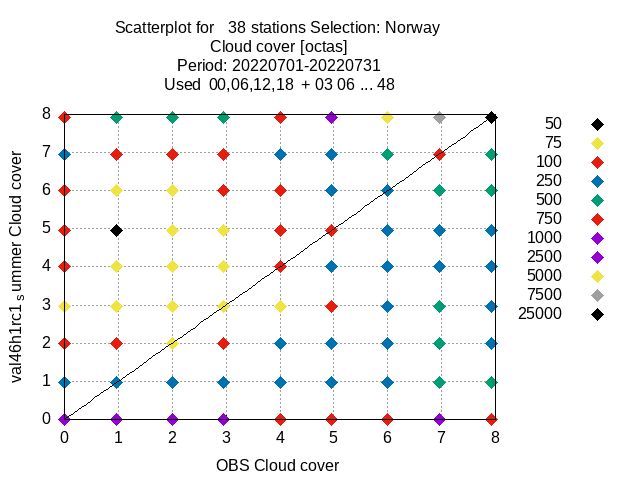 Scatterplot for 38 stations Selection: Norway
Cloud cover [octas]
Period: 20220701-20220731
Used 00,06,12,18 + 03 06 ... 48
val46h1rc1 s ummer Cloud cover
8
7
6
5
4
3
2
1
0
0 1 2 3 4 5 6 7 8
OBS Cloud cover
50
75
100
250
500
750
1000
2500
5000
7500
25000